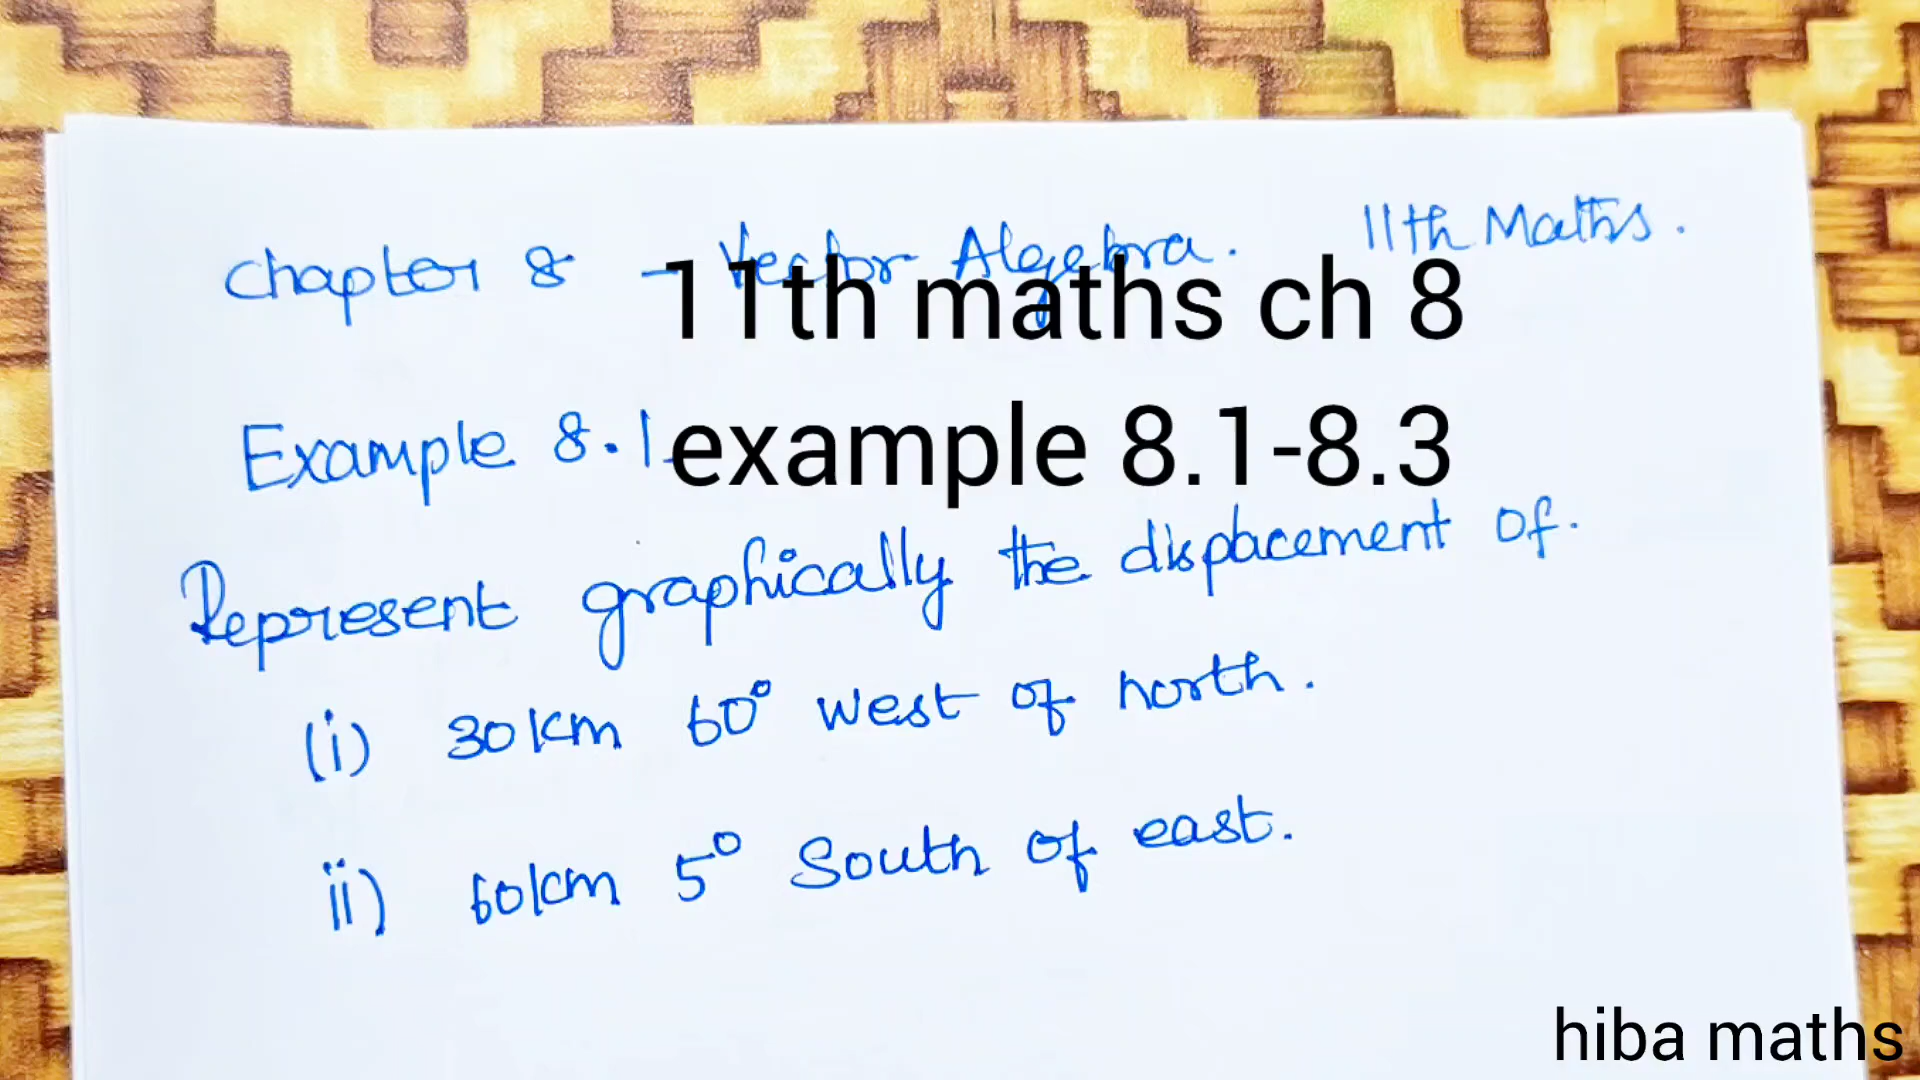 Chapter 8 - Vector Algebra. 11th Maths.
11th maths ch 8
Example 8.1
example 8.1-8.3
Represent graphically the displacement of.
(i) 30km 60° west of north.
ii) 60km 5° South of east.
hiba maths